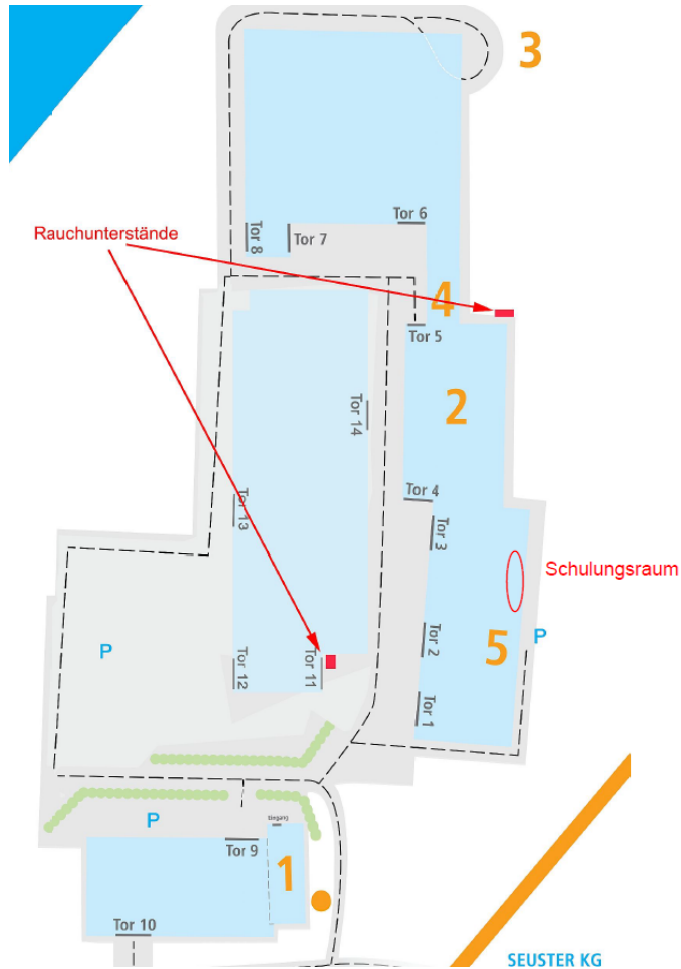 3
Rauchunterstände
Tor 8
Tor 7
Tor 6
4
Tor 5
2
Tor 14
Tor 4
Tor 13
Tor 3
Schulungsraum
P
Tor 2
5
P
Tor 12
Tor 11
Tor 1
P
Eingang
Tor 9
1
Tor 10
SEUSTER KG